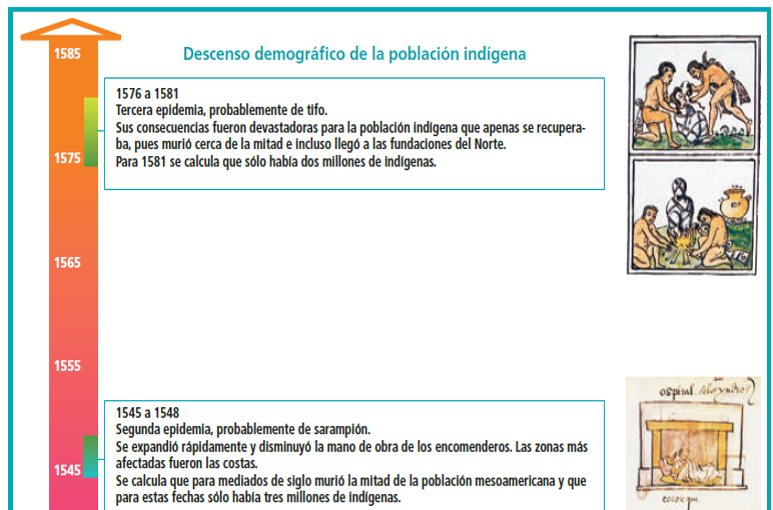 Descenso demográfico de la población indígena
1585
1576 a 1581
Tercera epidemia, probablemente de tifo.
Sus consecuencias fueron devastadoras para la población indígena que apenas se recupera-
ba, pues murió cerca de la mitad e incluso llegó a las fundaciones del Norte.
Para 1581 se calcula que sólo había dos millones de indígenas.
1575
1565
1555
1545 a 1548
Segunda epidemia, probablemente de sarampión.
Se expandió rápidamente y disminuyó la mano de obra de los encomenderos. Las zonas más
afectadas fueron las costas.
Se calcula que para mediados de siglo murió la mitad de la población mesoamericana y que
para estas fechas sólo había tres millones de indígenas.
1545
ospital